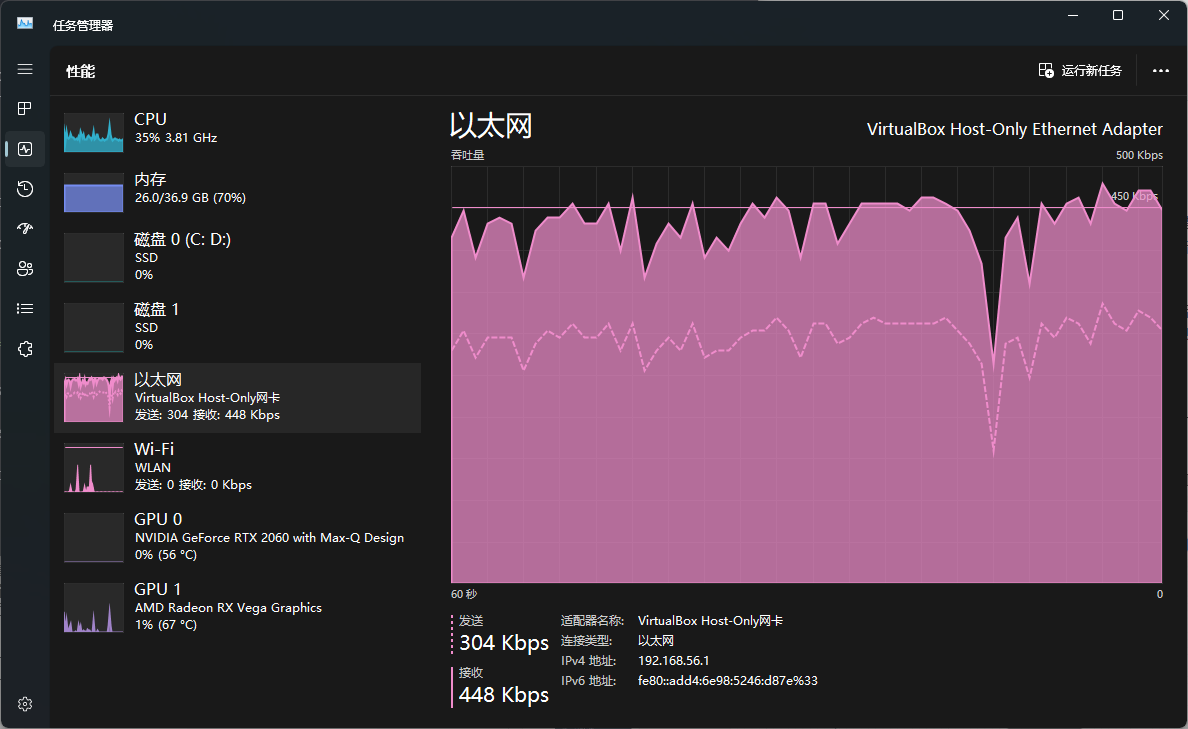 任务管理器
性能
运行新任务
CPU
35% 3.81 GHz
内存
26.0/36.9 GB (70%)
磁盘 0 (C: D:)
SSD
0%
磁盘 1
SSD
0%
以太网
VirtualBox Host-Only网卡
发送: 304 接收: 448 Kbps
Wi-Fi
WLAN
发送: 0 接收: 0 Kbps
GPU 0
NVIDIA GeForce RTX 2060 with Max-Q Design
0% (56 °C)
GPU 1
AMD Radeon RX Vega Graphics
1% (67 °C)
以太网
VirtualBox Host-Only Ethernet Adapter
吞吐量
500 Kbps
450 Kbps
60 秒
0
发送
304 Kbps
接收
448 Kbps
适配器名称: VirtualBox Host-Only网卡
连接类型: 以太网
IPv4 地址: 192.168.56.1
IPv6 地址: fe80::add4:6e98:5246:d87e%33